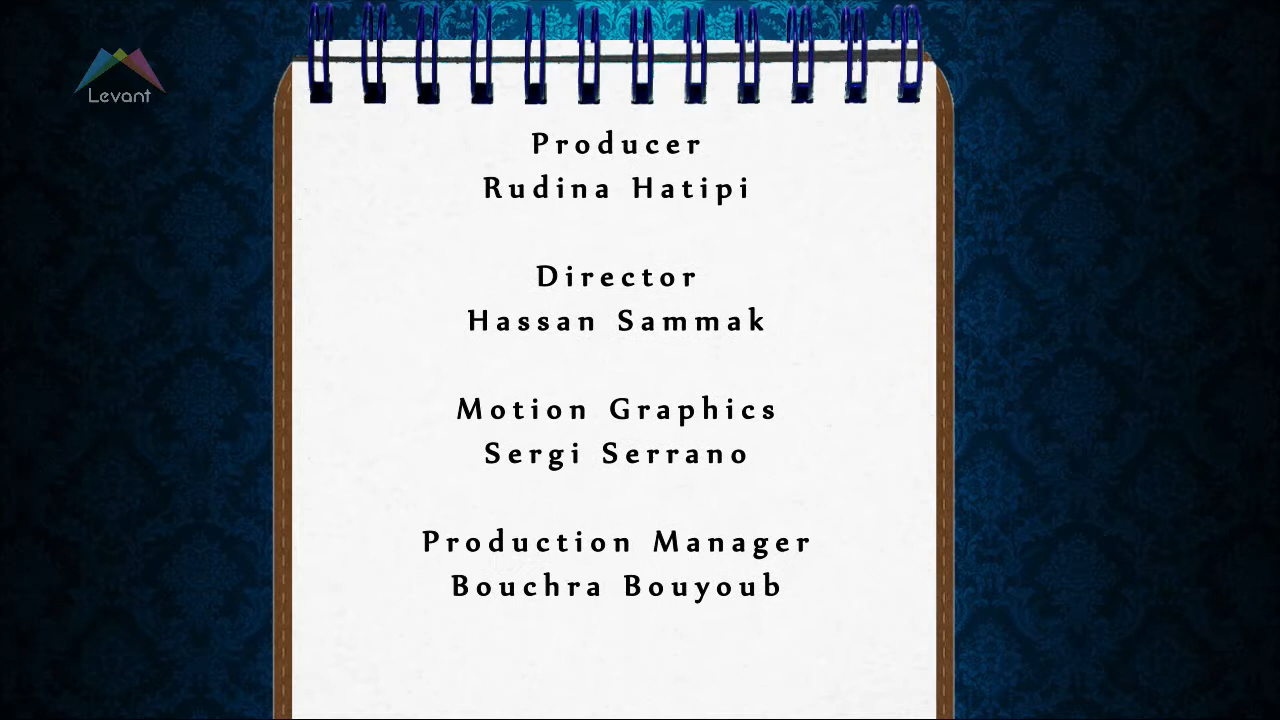 Levant
Producer
Rudina Hatipi
Director
Hassan Sammak
Motion Graphics
Sergi Serrano
Production Manager
Bouchra Bouyoub